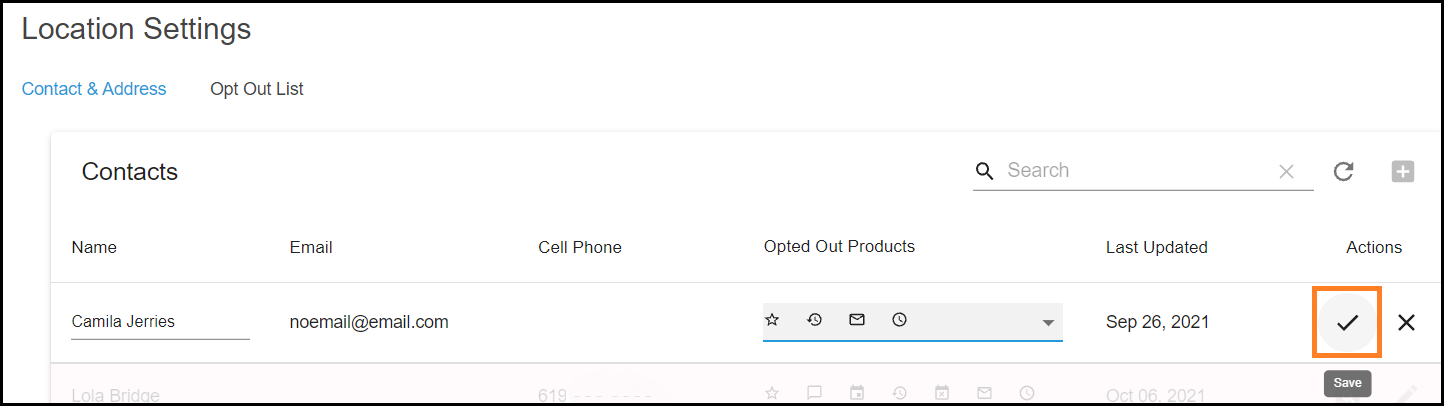 Location Settings
Contact & Address Opt Out List
Contacts Search
Name Email Cell Phone Opted Out Products Last Updated Actions
Camila Jerries noemail@email.com Sep 26, 2021
Save
Lola Bridge 619 Oct 06, 2021